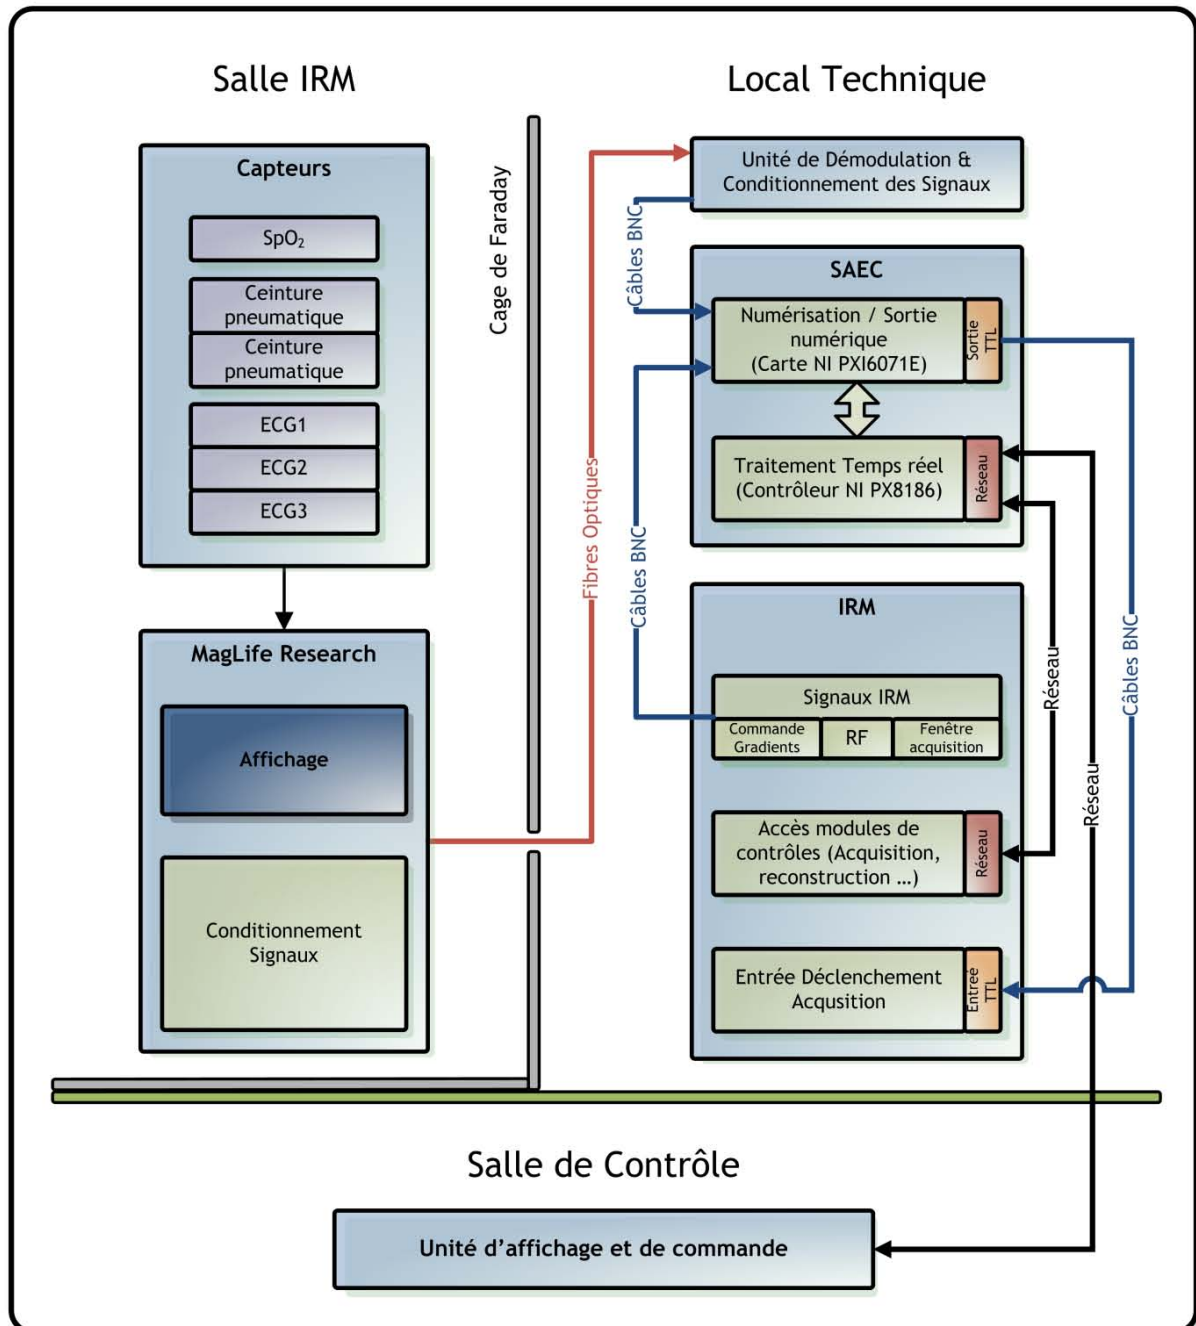 Salle IRM
Capteurs
SpO₂
Ceinture
pneumatique
Ceinture
pneumatique
ECG1
ECG2
ECG3
MagLife Research
Affichage
Conditionnement
Signaux
Cage de Faraday
Fibres Optiques
Local Technique
Unité de Démodulation &
Conditionnement des Signaux
Câbles BNC
SAEC
Numérisation / Sortie
numérique
(Carte NI PXI6071E)
Sortie
TTL
Traitement Temps réel
(Contrôleur NI PX8186)
Réseau
Câbles BNC
IRM
Signaux IRM
Commande
Gradients
RF
Fenêtre
acquisition
Accès modules de
contrôles (Acquisition,
reconstruction ...)
Réseau
Entrée Déclenchement
Acqusition
Entreé
TTL
Réseau
Réseau
Câbles BNC
Salle de Contrôle
Unité d'affichage et de commande